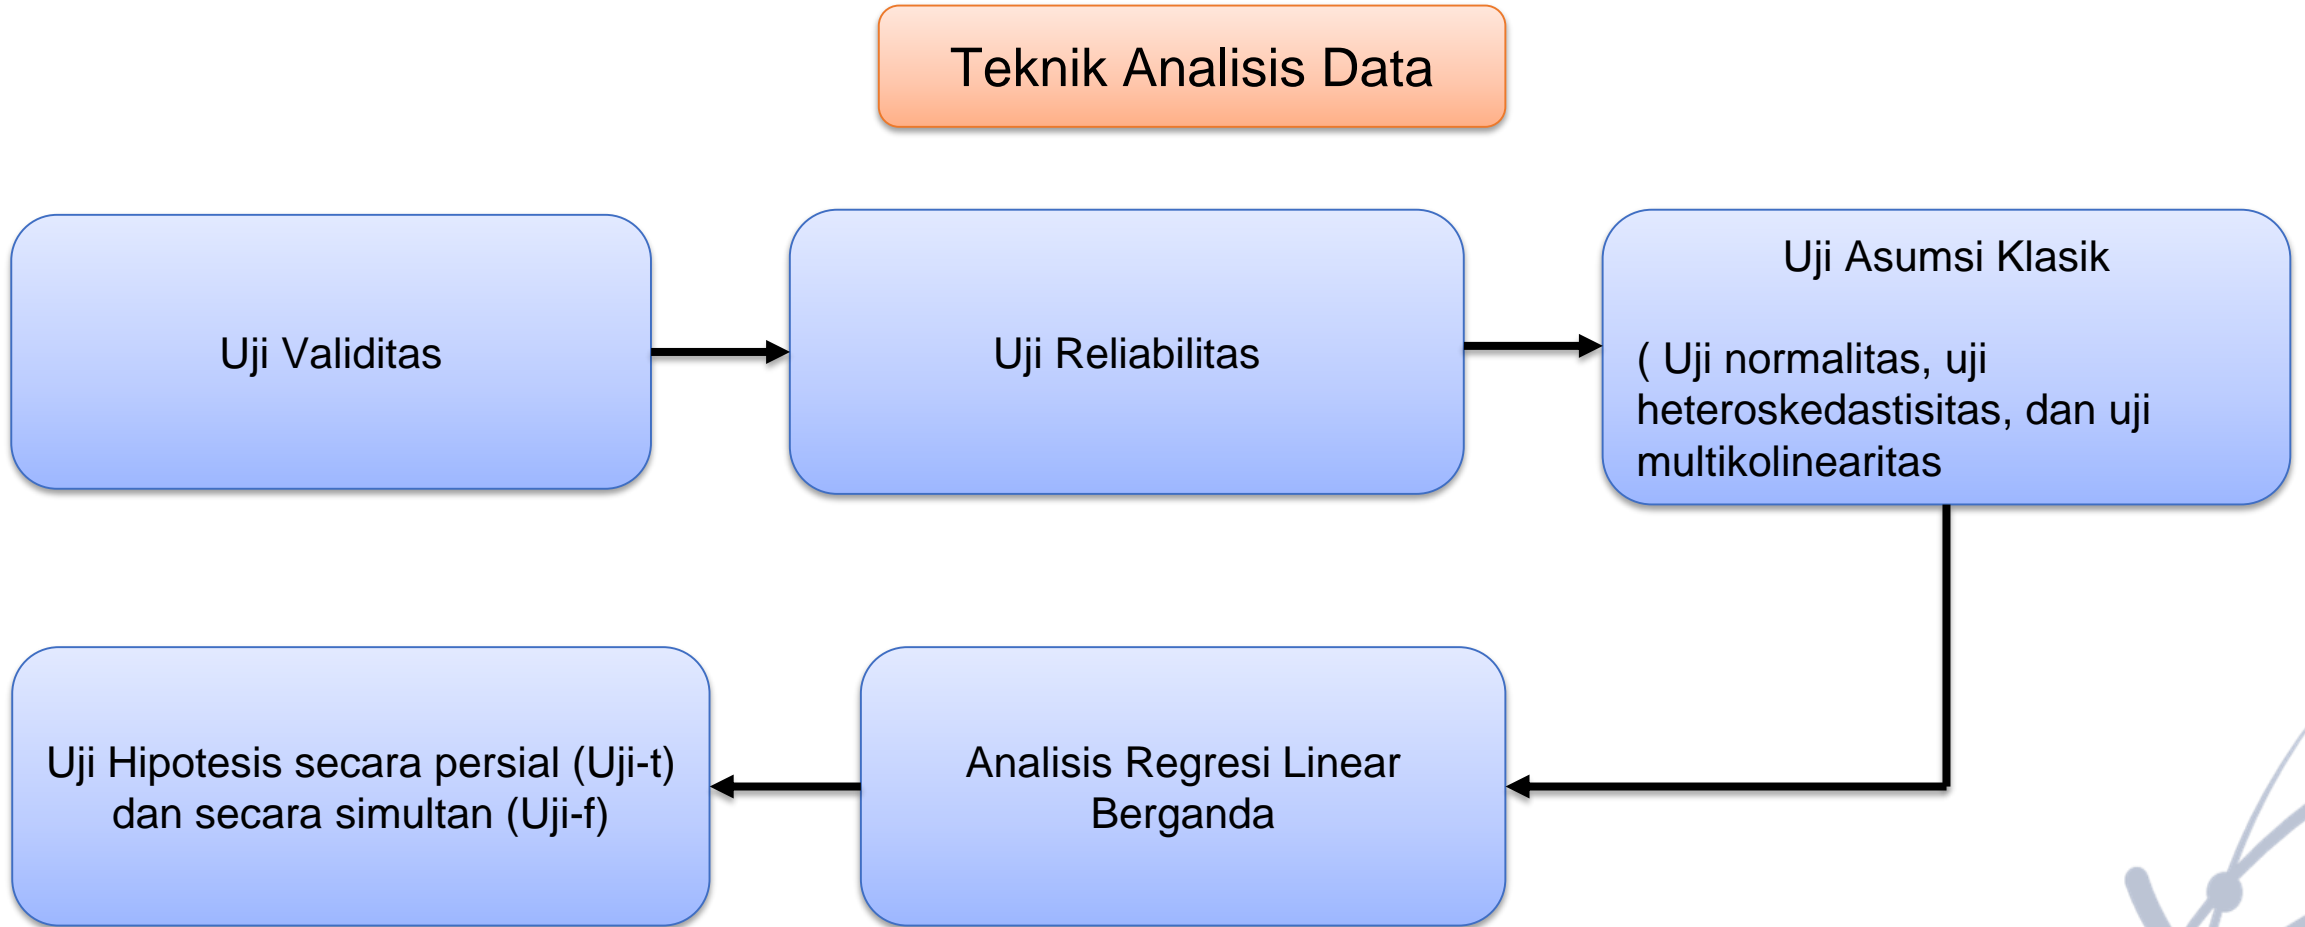 Teknik Analisis Data
Uji Validitas
Uji Reliabilitas
Uji Asumsi Klasik
( Uji normalitas, uji
heteroskedastisitas, dan uji
multikolinearitas
Analisis Regresi Linear
Berganda
Uji Hipotesis secara persial (Uji-t)
dan secara simultan (Uji-f)